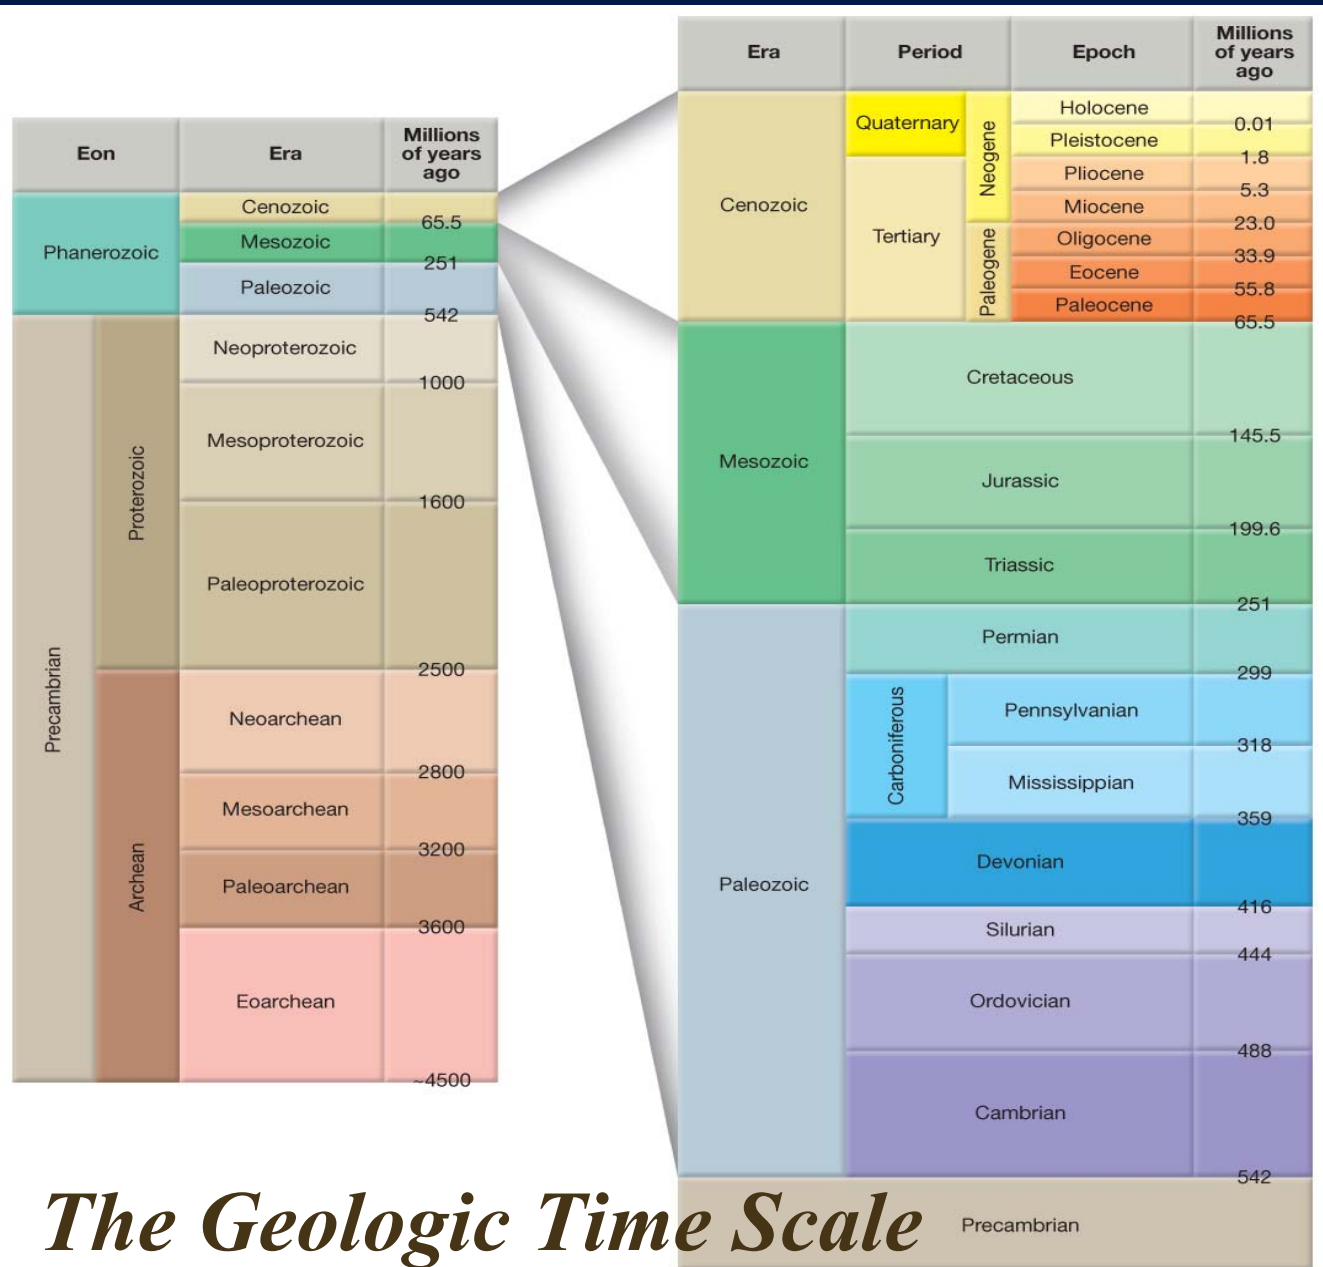 Eon
Era
Millions
of years
ago
Phanerozoic
Cenozoic
65.5
Mesozoic
251
Paleozoic
542
Precambrian
Proterozoic
Neoproterozoic
1000
Mesoproterozoic
1600
Paleoproterozoic
2500
Archean
Neoarchean
2800
Mesoarchean
3200
Paleoarchean
3600
Eoarchean
~4500
Era
Period
Epoch
Millions
of years
ago
Cenozoic
Quaternary
Neogene
Holocene
0.01
Pleistocene
1.8
Tertiary
Pliocene
5.3
Miocene
23.0
Paleogene
Oligocene
33.9
Eocene
55.8
Paleocene
65.5
Mesozoic
Cretaceous
145.5
Jurassic
199.6
Triassic
251
Paleozoic
Permian
299
Carboniferous
Pennsylvanian
318
Mississippian
359
Devonian
416
Silurian
444
Ordovician
488
Cambrian
542
Precambrian
The Geologic Time Scale